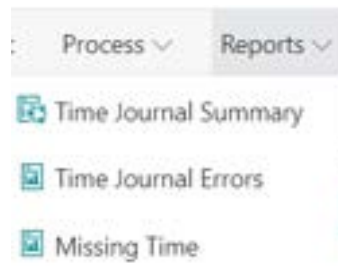 Process Reports
Time Journal Summary
Time Journal Errors
Missing Time